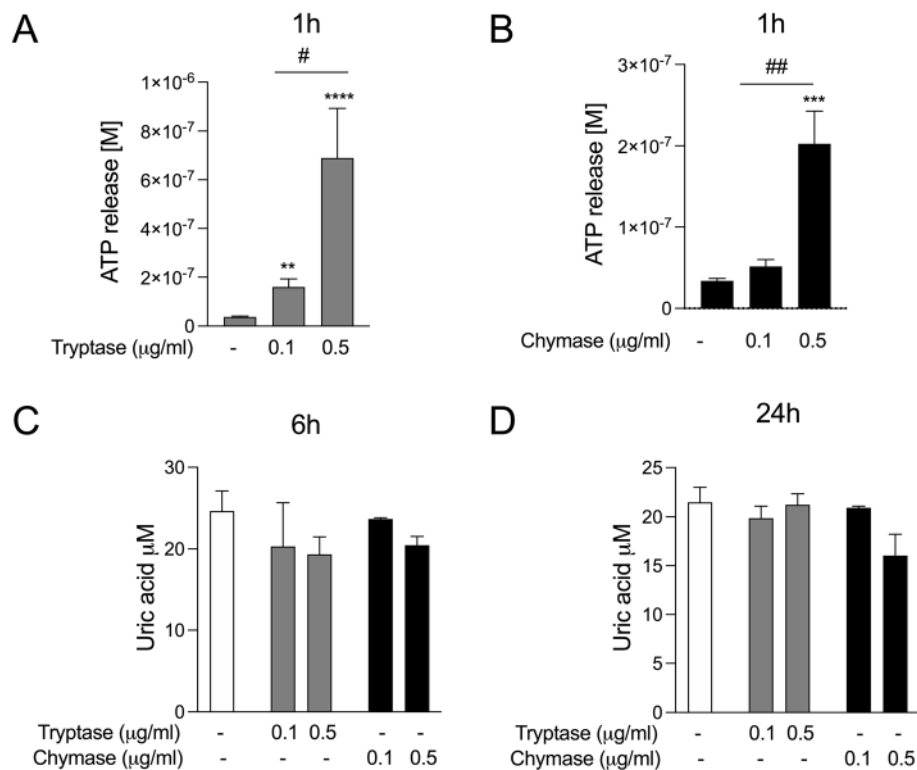 A
1h
#
****
**
1×10⁻⁶
8×10⁻⁷
6×10⁻⁷
4×10⁻⁷
2×10⁻⁷
0
ATP release [M]
Tryptase (µg/ml) - 0.1 0.5
B
1h
##
***
3×10⁻⁷
2×10⁻⁷
1×10⁻⁷
0
ATP release [M]
Chymase (µg/ml) - 0.1 0.5
C
6h
30
20
10
0
Uric acid µM
Tryptase (µg/ml) - 0.1 0.5 - -
Chymase (µg/ml) - - - 0.1 0.5
D
24h
25
20
15
10
5
0
Uric acid µM
Tryptase (µg/ml) - 0.1 0.5 - -
Chymase (µg/ml) - - - 0.1 0.5